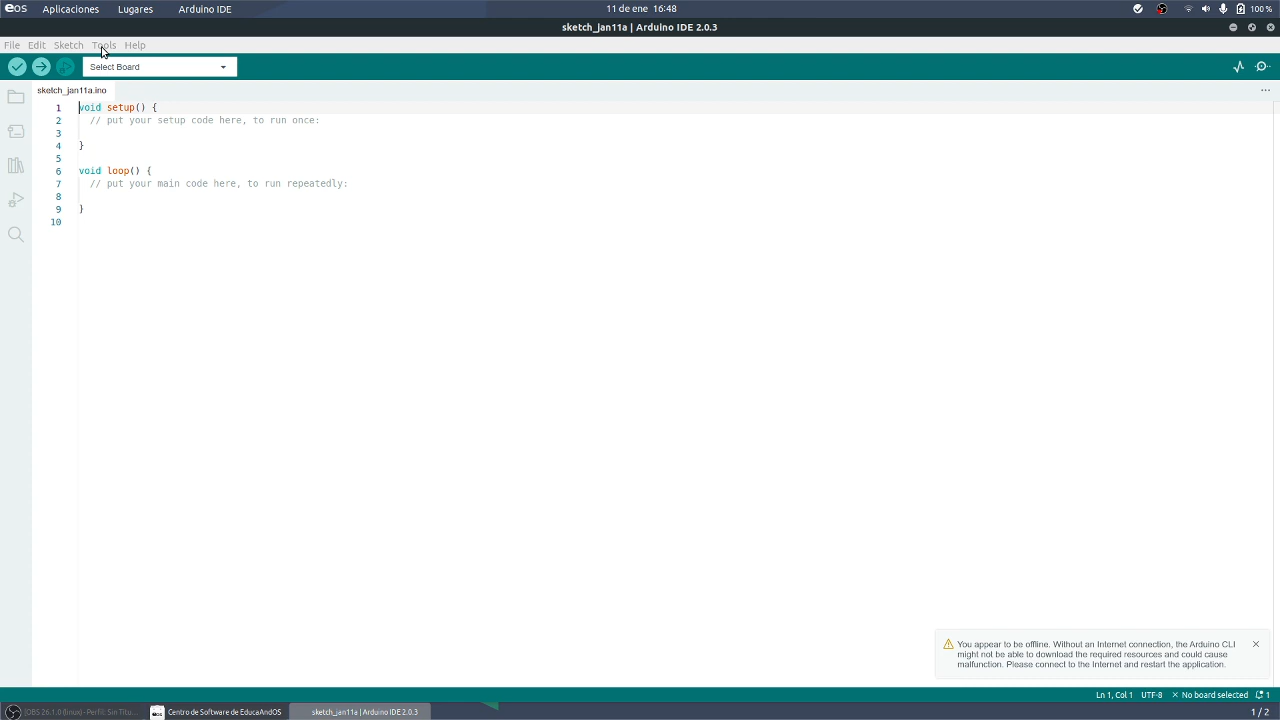 eos Aplicaciones Lugares Arduino IDE 11 de ene 16:48 100 %
sketch_jan11a | Arduino IDE 2.0.3
File Edit Sketch Tools Help
Select Board
sketch_jan11a.ino
1 void setup() {
2 // put your setup code here, to run once:
3
4 }
5
6 void loop() {
7 // put your main code here, to run repeatedly:
8
9 }
10
You appear to be offline. Without an Internet connection, the Arduino CLI
might not be able to download the required resources and could cause
malfunction. Please connect to the Internet and restart the application.
Ln 1, Col 1 UTF-8 No board selected 1
[OBS 26.1.0 (linux) - Perfil: Sin Títu... Centro de Software de EducaAndOS sketch_jan11a | Arduino IDE 2.0.3 1 / 2